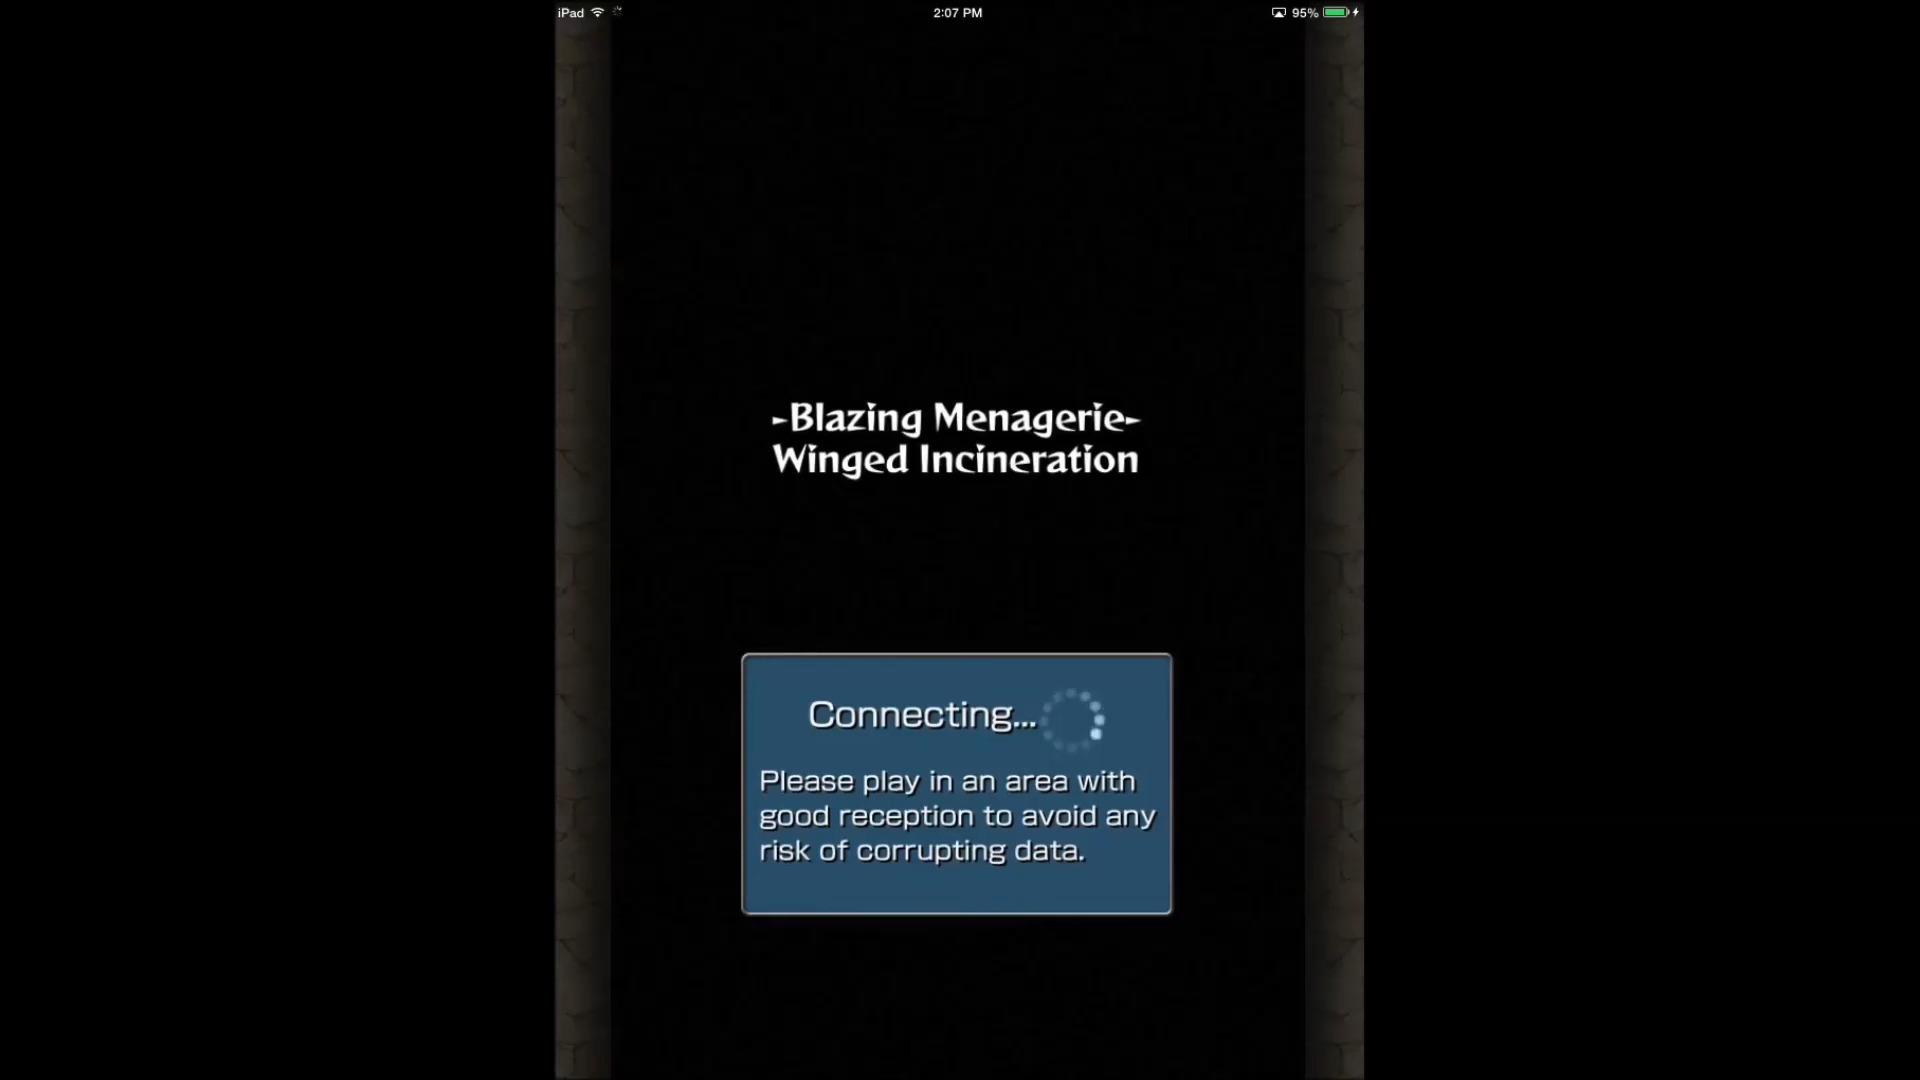 iPad
2:07 PM
95%
-Blazing Menagerie-
Winged Incineration
Connecting...
Please play in an area with
good reception to avoid any
risk of corrupting data.